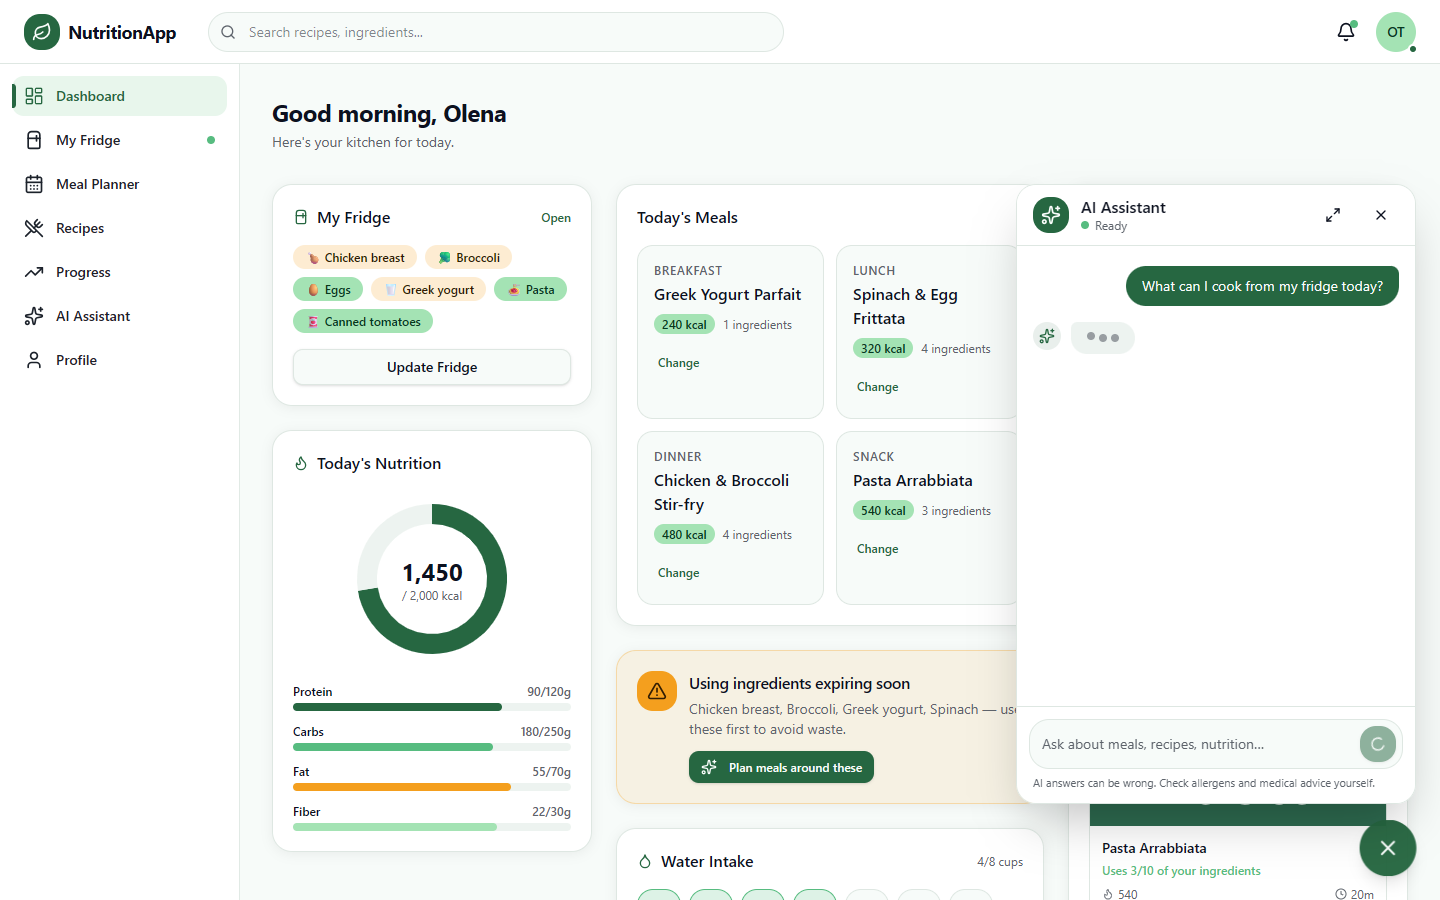 NutritionApp
Search recipes, ingredients...
OT
Dashboard
My Fridge
Meal Planner
Recipes
Progress
AI Assistant
Profile
Good morning, Olena
Here's your kitchen for today.
My Fridge
Open
Chicken breast
Broccoli
Eggs
Greek yogurt
Pasta
Canned tomatoes
Update Fridge
Today's Nutrition
1,450
/ 2,000 kcal
Protein 90/120g
Carbs 180/250g
Fat 55/70g
Fiber 22/30g
Today's Meals
BREAKFAST
Greek Yogurt Parfait
240 kcal 1 ingredients
Change
LUNCH
Spinach & Egg
Frittata
320 kcal 4 ingredients
Change
DINNER
Chicken & Broccoli
Stir-fry
480 kcal 4 ingredients
Change
SNACK
Pasta Arrabbiata
540 kcal 3 ingredients
Change
Using ingredients expiring soon
Chicken breast, Broccoli, Greek yogurt, Spinach — use
these first to avoid waste.
Plan meals around these
Water Intake
4/8 cups
AI Assistant
Ready
What can I cook from my fridge today?
Ask about meals, recipes, nutrition...
AI answers can be wrong. Check allergens and medical advice yourself.
Pasta Arrabbiata
Uses 3/10 of your ingredients
540
20m